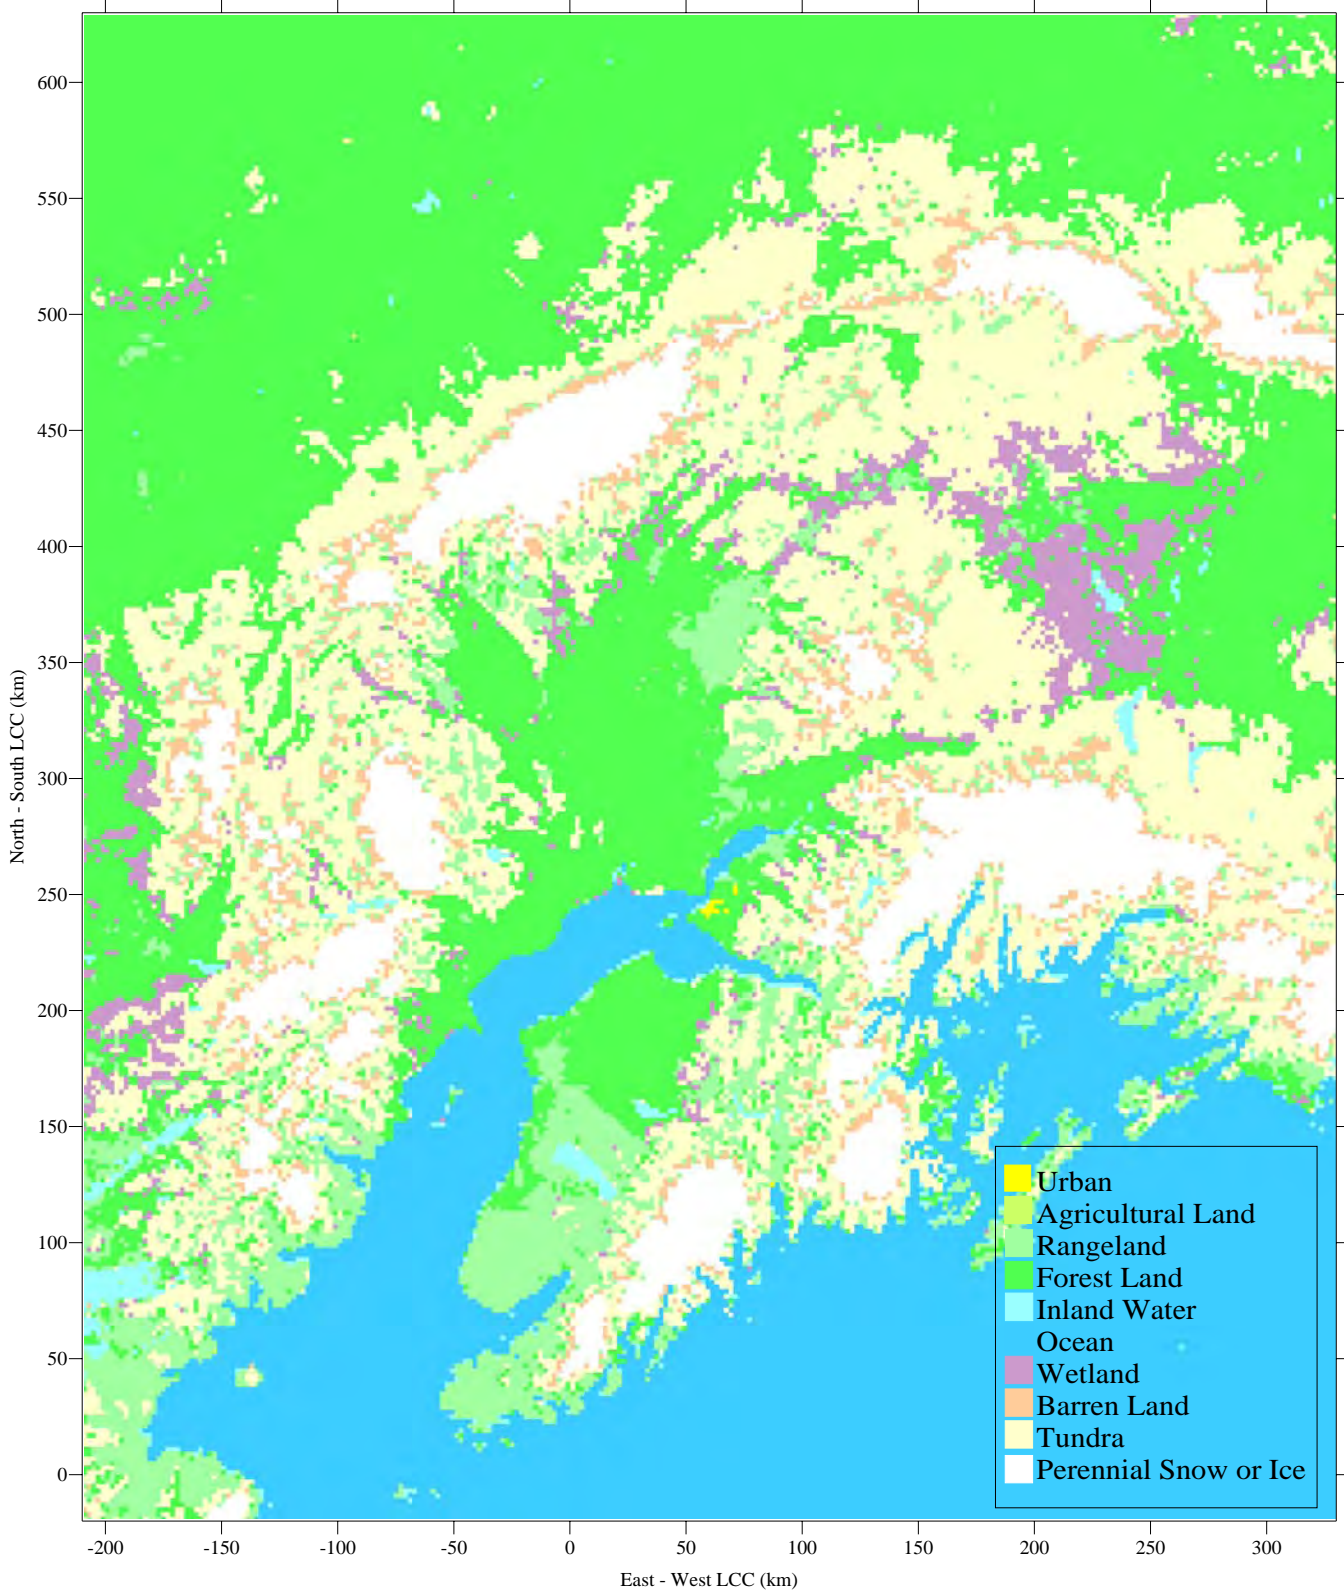 600
550
500
450
400
350
300
250
200
150
100
50
0
North - South LCC (km)
-200 -150 -100 -50 0 50 100 150 200 250 300
East - West LCC (km)
Urban
Agricultural Land
Rangeland
Forest Land
Inland Water
Ocean
Wetland
Barren Land
Tundra
Perennial Snow or Ice